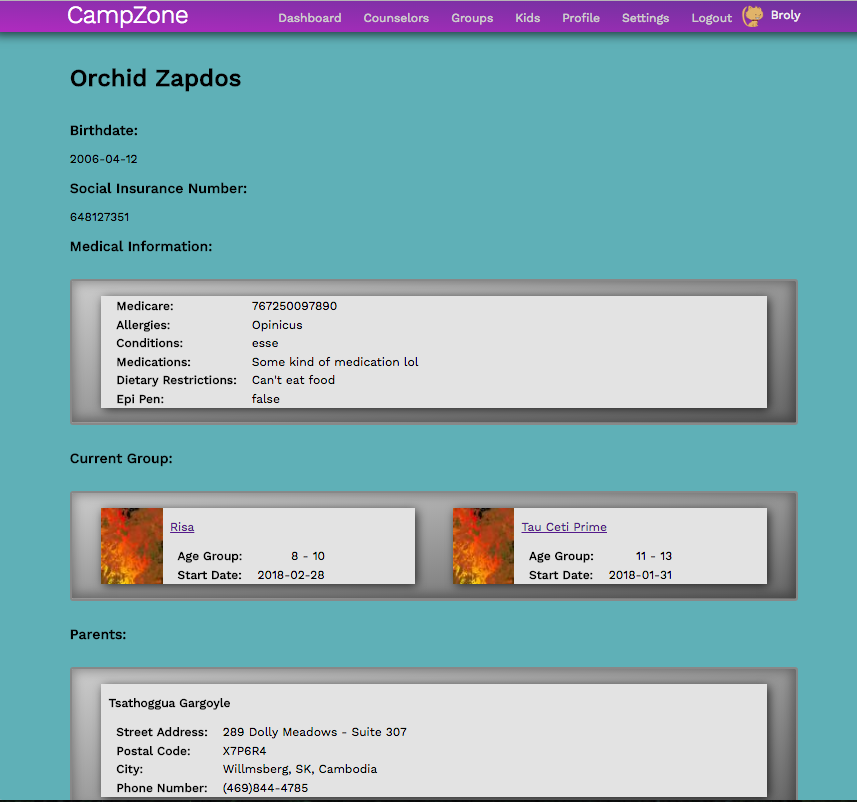 CampZone Dashboard Counselors Groups Kids Profile Settings Logout Broly
Orchid Zapdos
Birthdate:
2006-04-12
Social Insurance Number:
648127351
Medical Information:
Medicare: 767250097890
Allergies: Opinicus
Conditions: esse
Medications: Some kind of medication lol
Dietary Restrictions: Can't eat food
Epi Pen: false
Current Group:
Risa
Age Group: 8 - 10
Start Date: 2018-02-28
Tau Ceti Prime
Age Group: 11 - 13
Start Date: 2018-01-31
Parents:
Tsathoggua Gargoyle
Street Address: 289 Dolly Meadows - Suite 307
Postal Code: X7P6R4
City: Willmsberg, SK, Cambodia
Phone Number: (469)844-4785